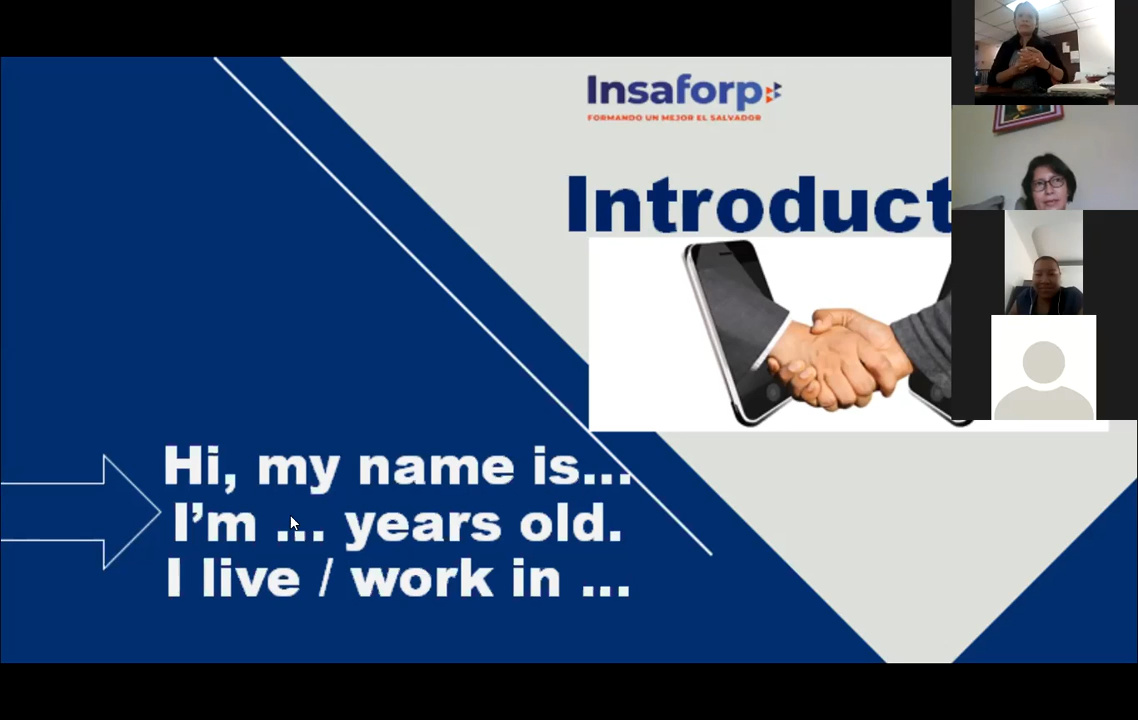 Insaforp
FORMANDO UN MEJOR EL SALVADOR
Introduct
Hi, my name is...
I'm ... years old.
I live / work in ...